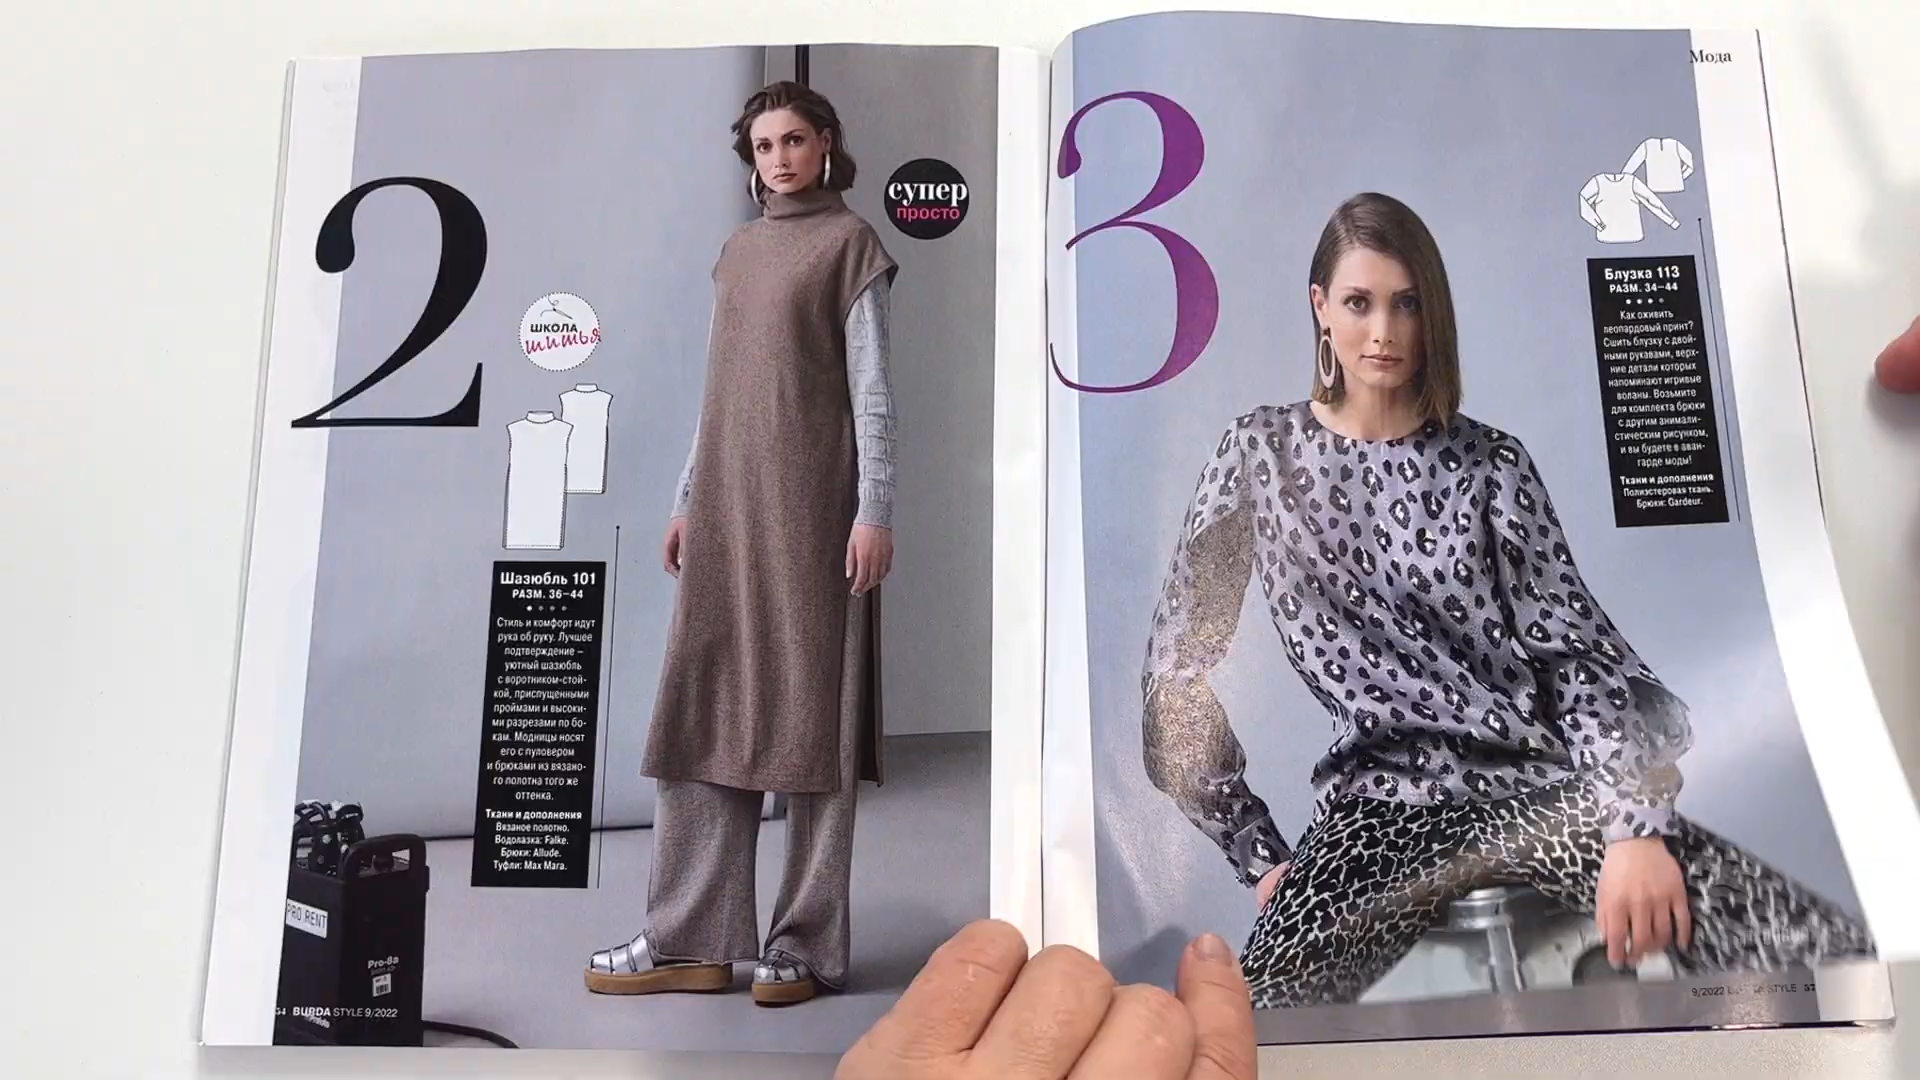 2
супер
просто
ШКОЛА
шитья
Шазюбль 101
РАЗМ. 36–44
Стиль и комфорт идут
рука об руку. Лучшее
подтверждение –
уютный шазюбль
с воротником-стой-
кой, приспущенными
проймами и высоки-
ми разрезами по бо-
кам. Модницы носят
его с пуловером
и брюками из вязано-
го полотна того же
оттенка.
Ткани и дополнения
Вязаное полотно.
Водолазка: Falke.
Брюки: Allude.
Туфли: Max Mara.
PRO RENT
Pro-8a
54 BURDA STYLE 9/2022
Мода
3
Блузка 113
РАЗМ. 34–44
Как оживить
леопардовый принт?
Сшить блузку с двой-
ными рукавами, верх-
ние детали которых
напоминают игривые
воланы. Возьмите
для комплекта брюки
с другим анимали-
стическим рисунком,
и вы будете в аван-
гарде моды!
Ткани и дополнения
Полиэстеровая ткань.
Брюки: Gardeur.
9/2022 STYLE